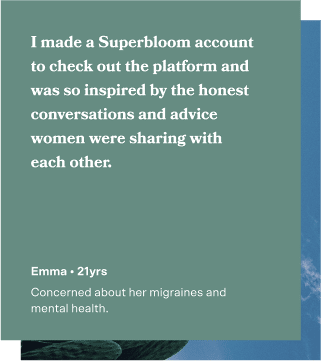 I made a Superbloom account
to check out the platform and
was so inspired by the honest
conversations and advice
women were sharing with
each other.
Emma • 21yrs
Concerned about her migraines and
mental health.